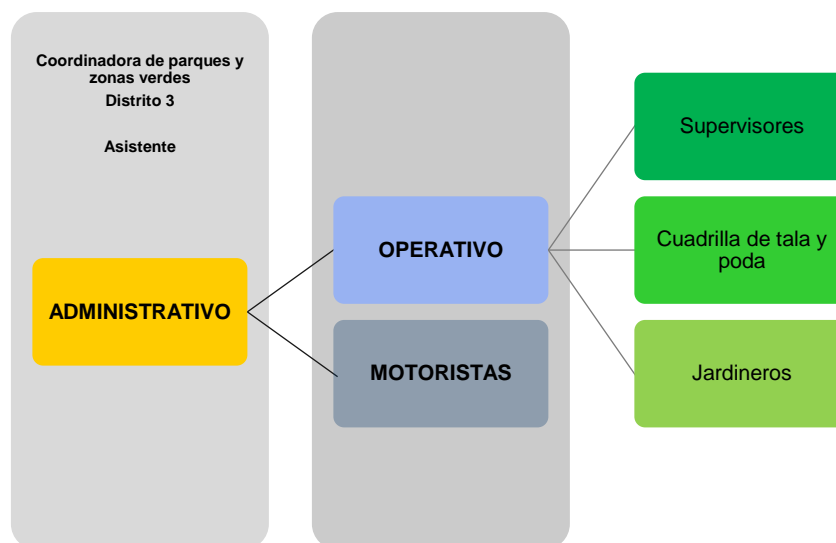 Coordinadora de parques y
zonas verdes
Distrito 3
Asistente
ADMINISTRATIVO
OPERATIVO
MOTORISTAS
Supervisores
Cuadrilla de tala y
poda
Jardineros